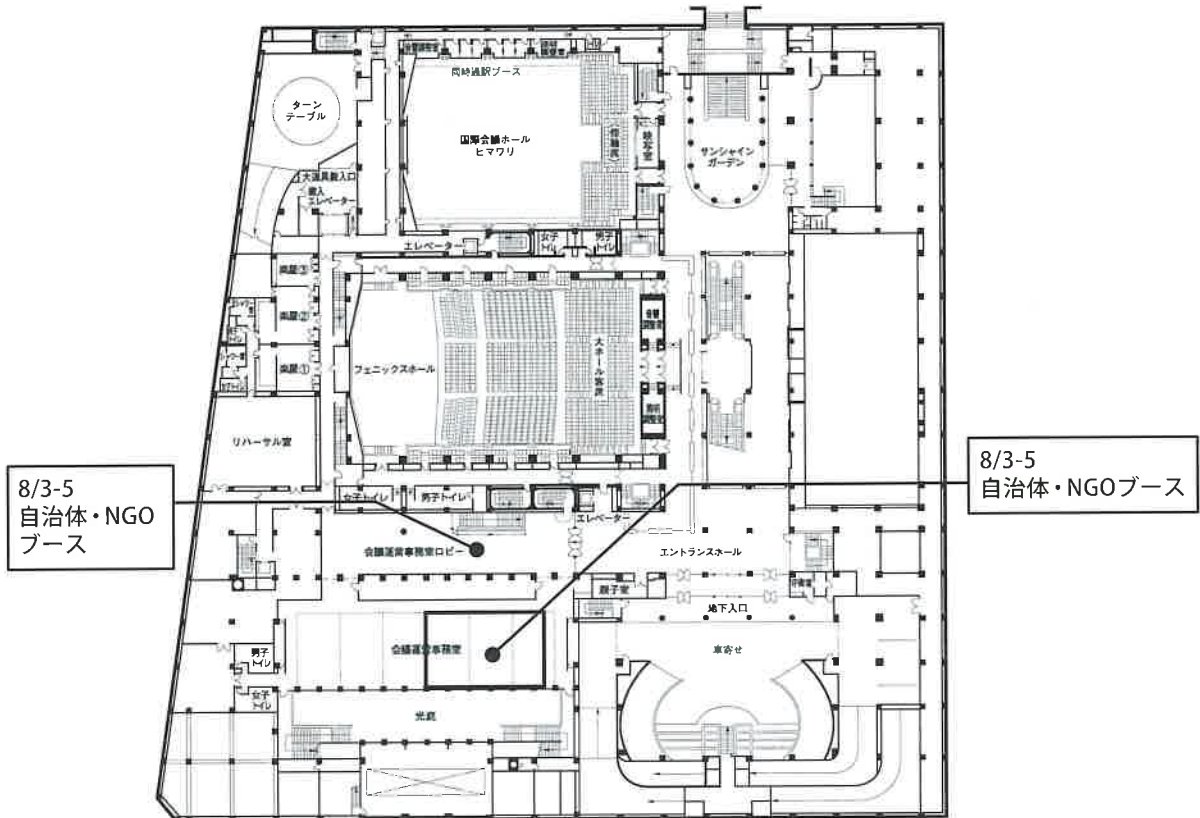 同時通訳ブース
ターン
テーブル
国際会議ホール
ヒマワリ
映写室
サンシャイン
ガーデン
大道具搬入口
搬入
エレベーター
エレベーター
女子
トイレ
男子
トイレ
楽屋③
楽屋②
楽屋①
フェニックスホール
大ホール客席
リハーサル室
8/3-5
自治体・NGO
ブース
8/3-5
自治体・NGOブース
女子トイレ
男子トイレ
エレベーター
会議運営事務室ロビー
エントランスホール
親子室
地下入口
会議運営事務室
車寄せ
男子
トイレ
女子
トイレ
光庭